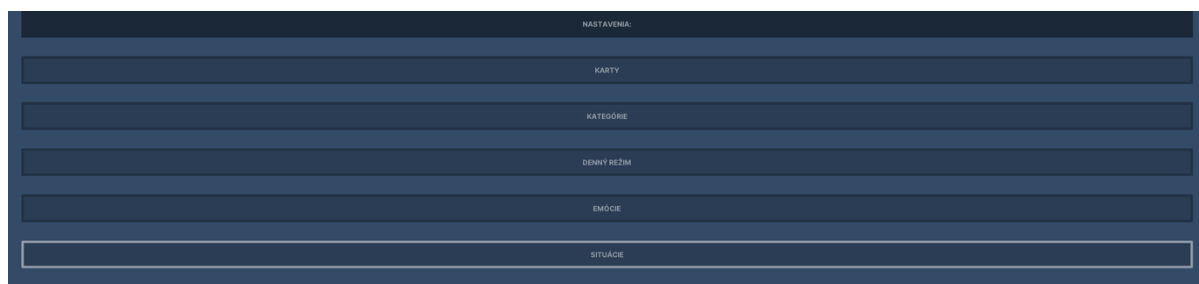 NASTAVENIA:
KARTY
KATEGÓRIE
DENNÝ REŽIM
EMÓCIE
SITUÁCIE